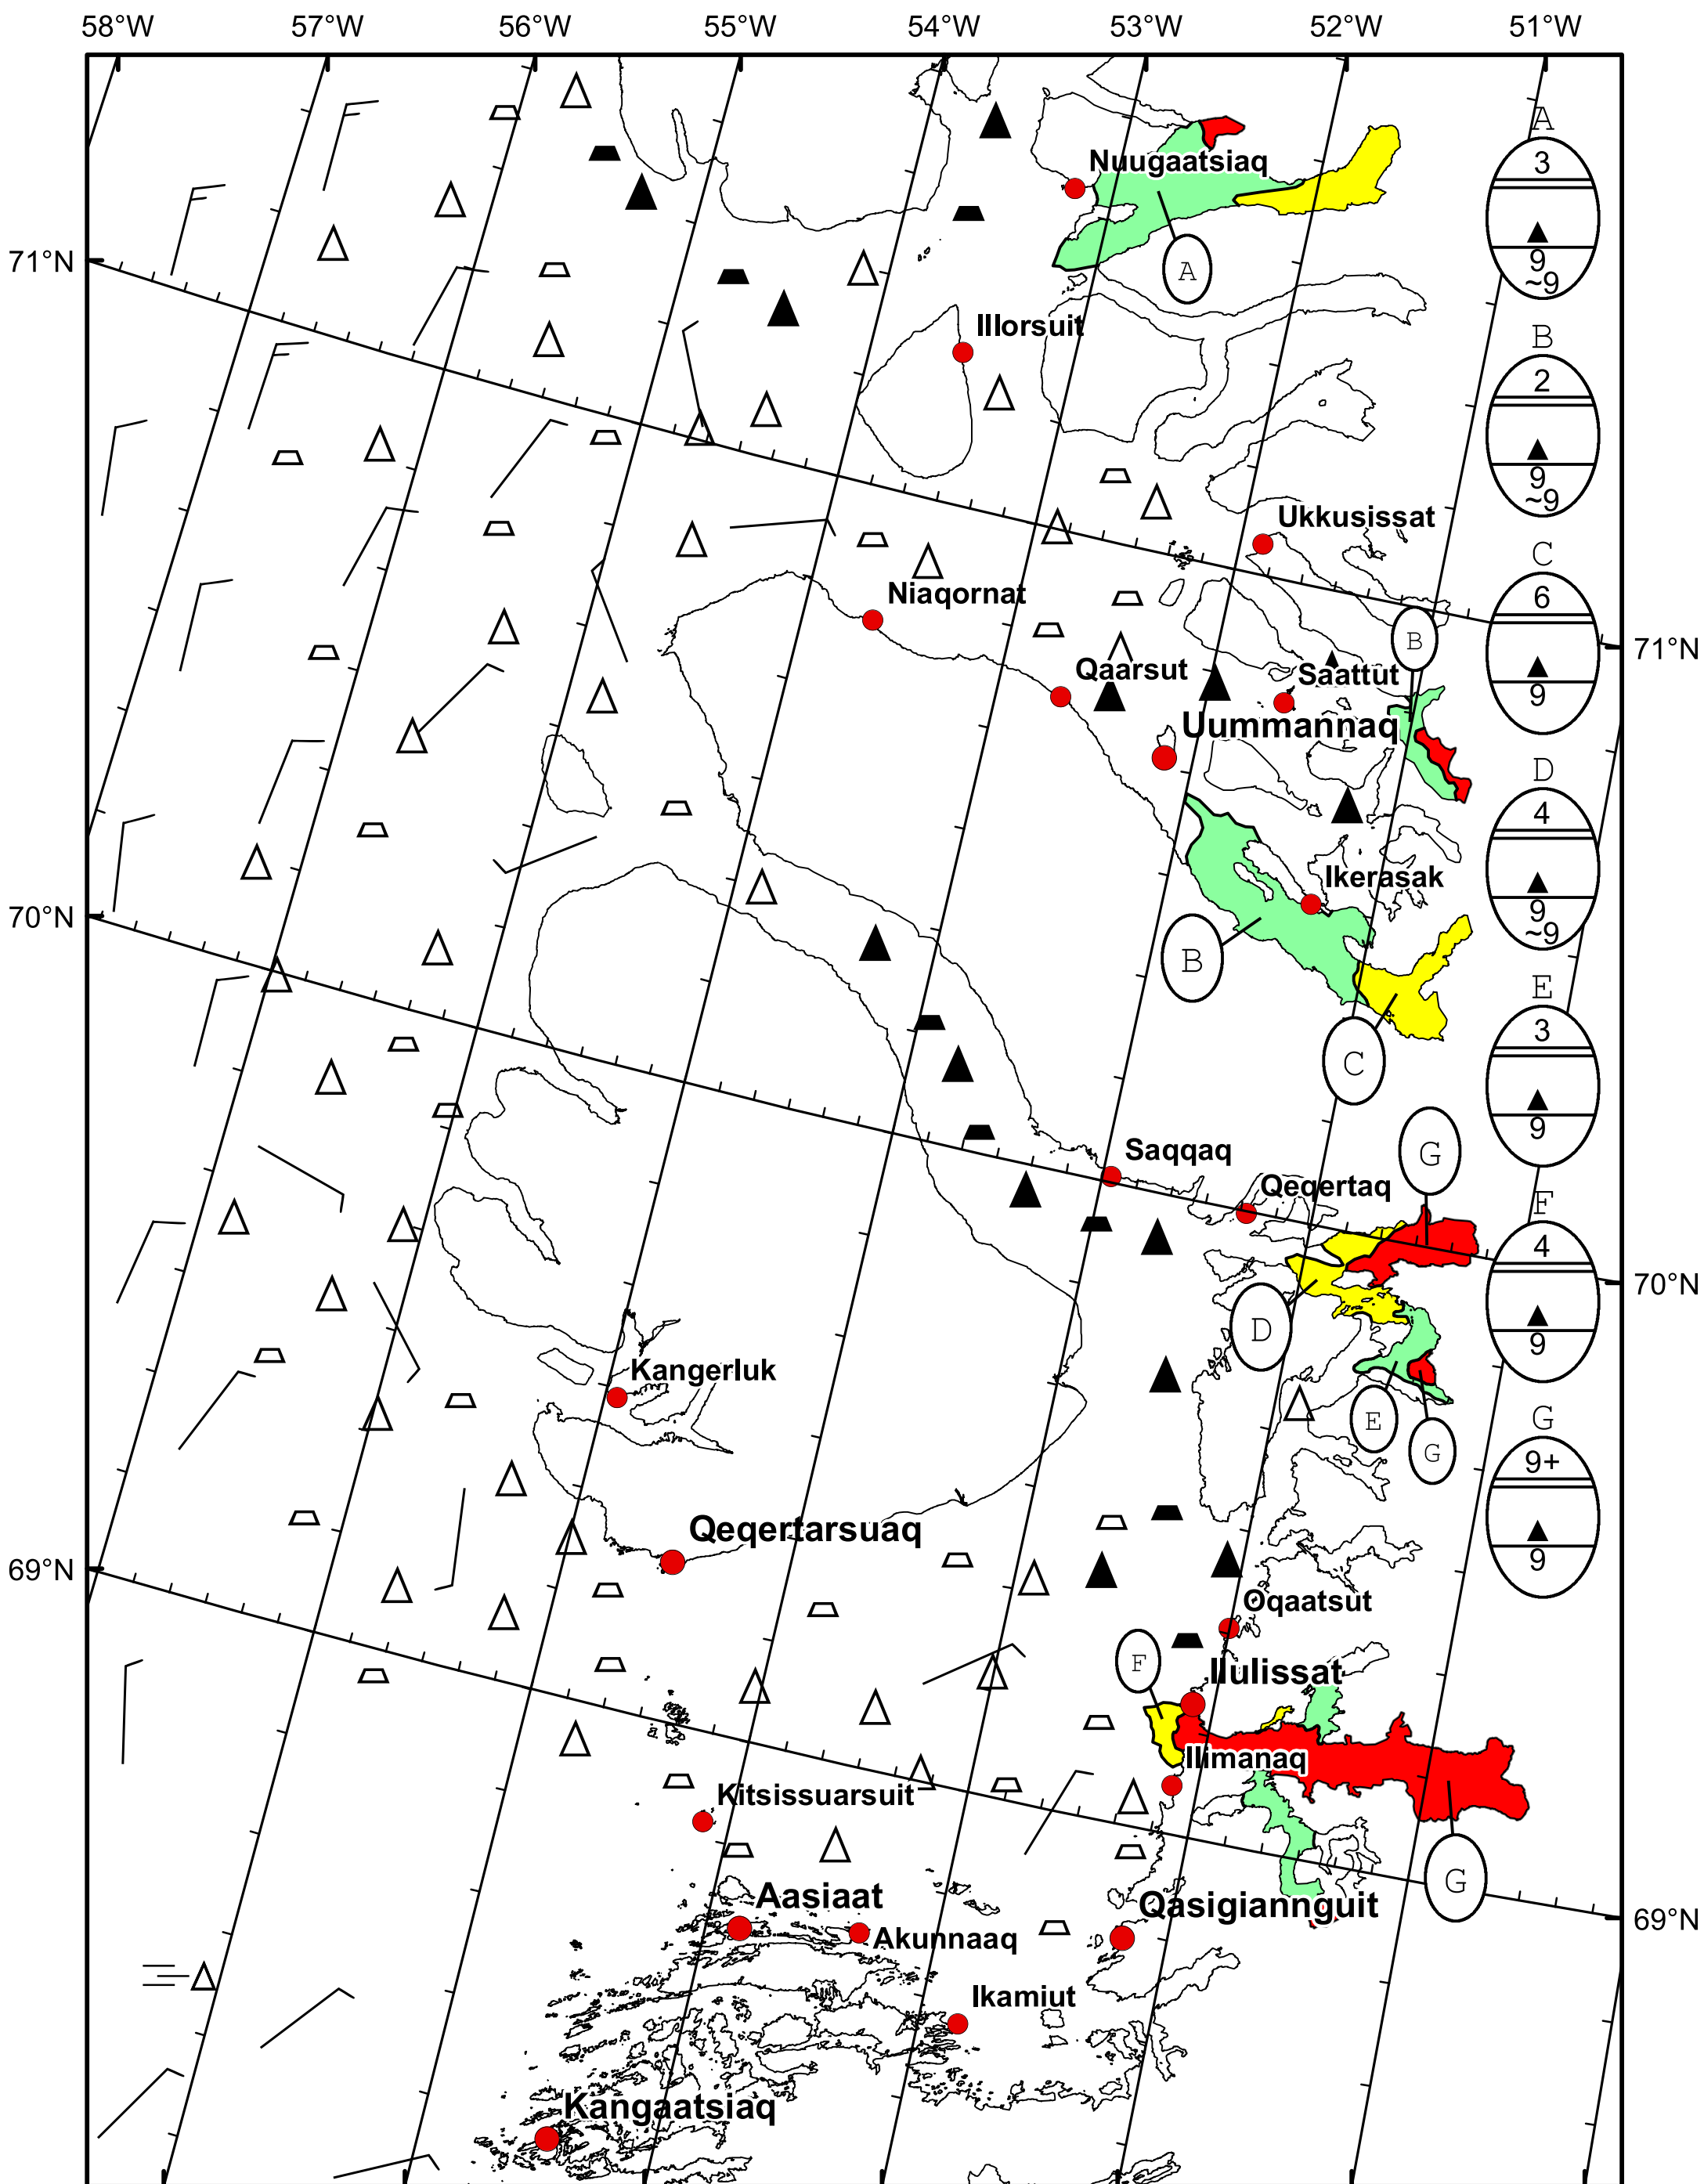 58°W 57°W 56°W 55°W 54°W 53°W 52°W 51°W
A
3
9
~9
Nuugaatsiaq
71°N
A
Illorsuit
B
2
9
~9
Ukkusissat
C
6
9
Niaqornat
B
71°N
Qaarsut
Saattut
Uummannaq
D
4
9
~9
Ikerasak
70°N
B
E
3
9
C
Saqqaq
G
Qeqertaq
F
4
9
70°N
D
Kangerluk
E
G
G
9+
9
Qeqertarsuaq
69°N
Oqaatsut
F
Ilulissat
Ilimanaq
Kitsissuarsuit
G
Aasiaat
Qasigiannguit
69°N
Akunnaaq
Ikamiut
Kangaatsiaq